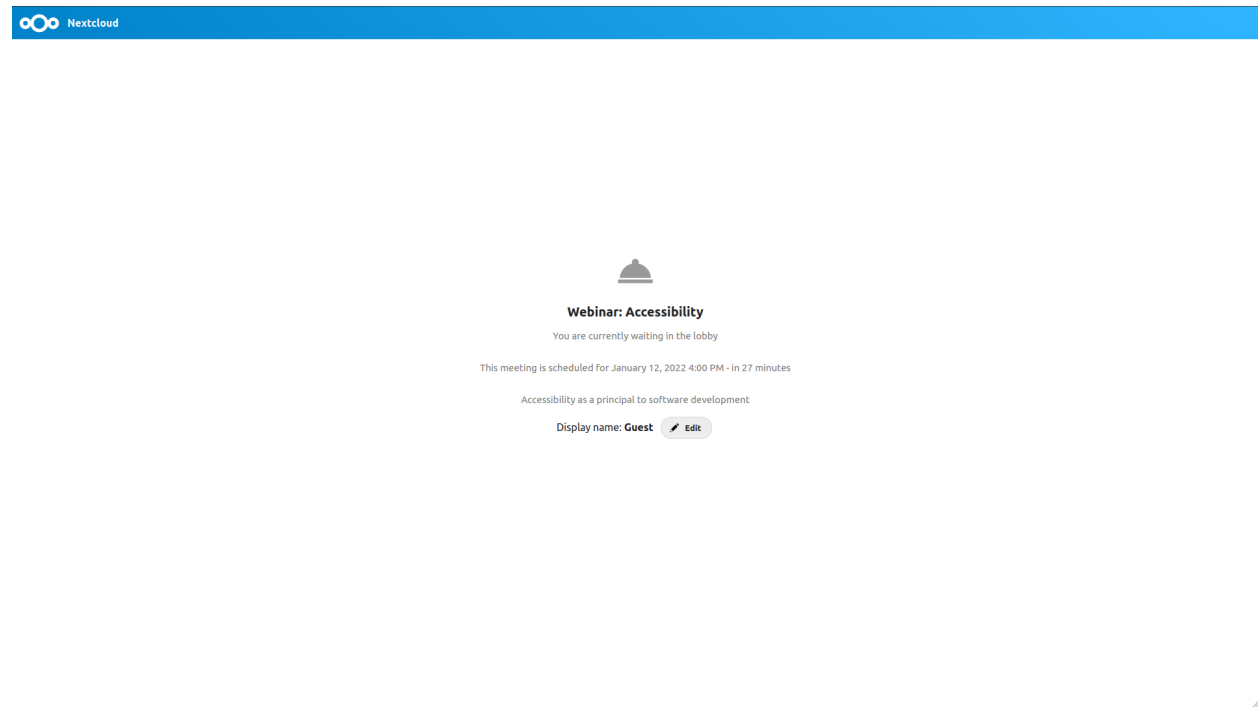 Nextcloud
Webinar: Accessibility
You are currently waiting in the lobby
This meeting is scheduled for January 12, 2022 4:00 PM - in 27 minutes
Accessibility as a principal to software development
Display name: Guest Edit